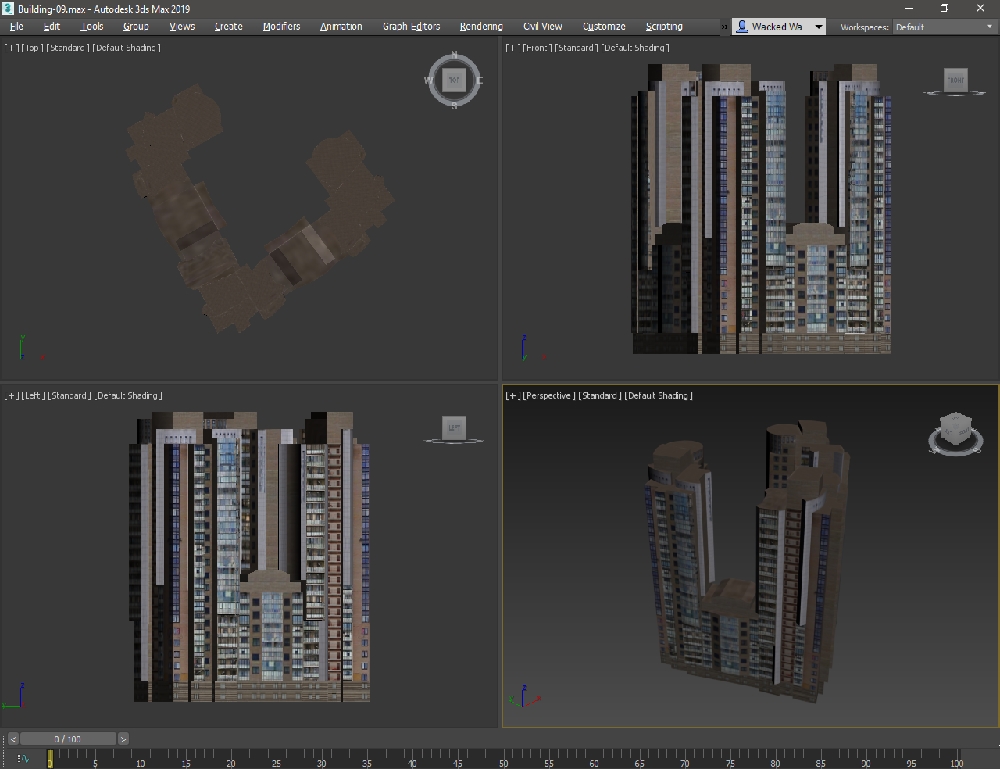 Building-09.max - Autodesk 3ds Max 2019
File Edit Tools Group Views Create Modifiers Animation Graph Editors Rendering Civil View Customize Scripting » Wacked Wa Workspaces: Default
[+] [Top] [Standard] [Default Shading]
N
W TOP E
S
[+] [Front] [Standard] [Default Shading]
FRONT
[+] [Left] [Standard] [Default Shading]
LEFT
[+] [Perspective] [Standard] [Default Shading]
< 0 / 100 >
0 5 10 15 20 25 30 35 40 45 50 55 60 65 70 75 80 85 90 95 100